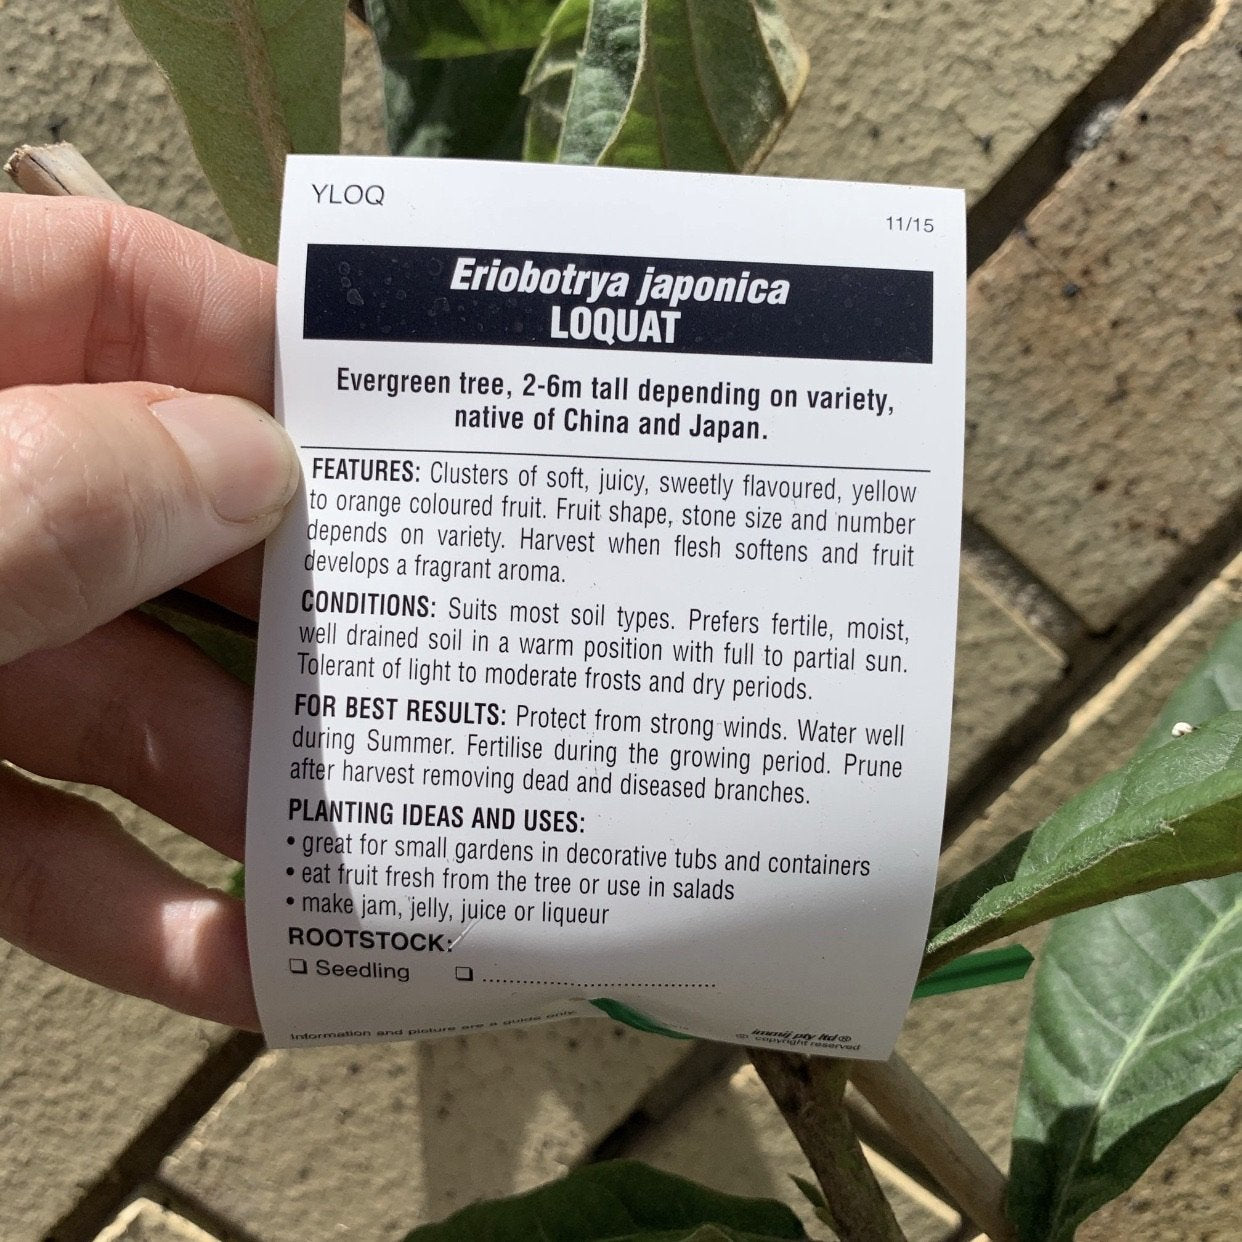 YLOQ
11/15
Eriobotrya japonica
LOQUAT
Evergreen tree, 2-6m tall depending on variety,
native of China and Japan.
FEATURES: Clusters of soft, juicy, sweetly flavoured, yellow
to orange coloured fruit. Fruit shape, stone size and number
depends on variety. Harvest when flesh softens and fruit
develops a fragrant aroma.
CONDITIONS: Suits most soil types. Prefers fertile, moist,
well drained soil in a warm position with full to partial sun.
Tolerant of light to moderate frosts and dry periods.
FOR BEST RESULTS: Protect from strong winds. Water well
during Summer. Fertilise during the growing period. Prune
after harvest removing dead and diseased branches.
PLANTING IDEAS AND USES:
• great for small gardens in decorative tubs and containers
• eat fruit fresh from the tree or use in salads
• make jam, jelly, juice or liqueur
ROOTSTOCK:
❏ Seedling ❏ ........................................
Information and picture are a guide only.
pty ltd®
© copyright reserved